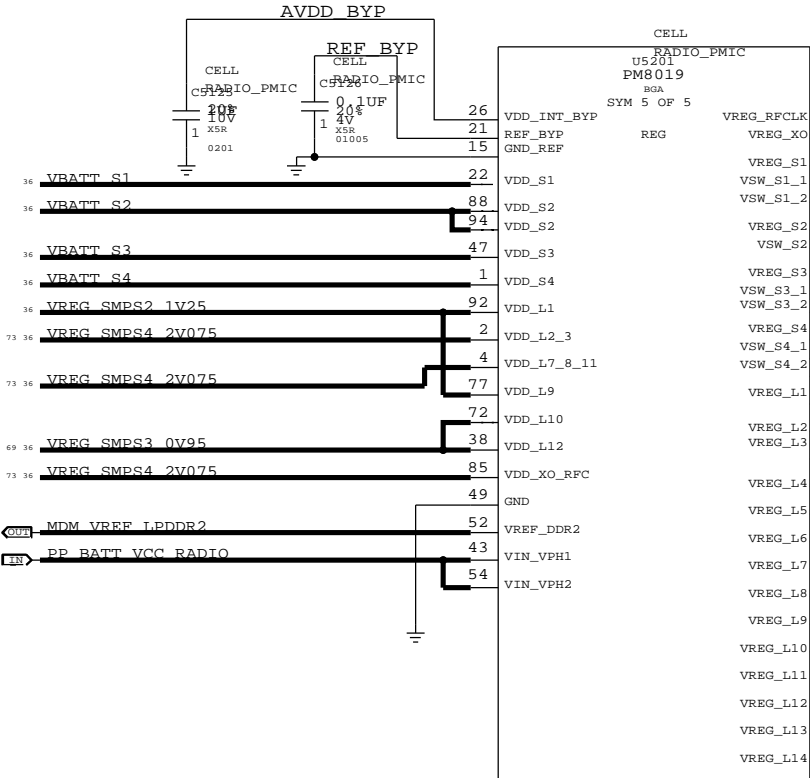 AVDD_BYP
REF_BYP
CELL
RADIO_PMIC
C5125
20%
10V
X5R
0201
1
CELL
RADIO_PMIC
C5126
0.1UF
20%
4V
X5R
01005
1
CELL
RADIO_PMIC
U5201
PM8019
BGA
SYM 5 OF 5
REG
26 VDD_INT_BYP
21 REF_BYP
15 GND_REF
36 VBATT_S1 22 VDD_S1
36 VBATT_S2 88 VDD_S2
94 VDD_S2
36 VBATT_S3 47 VDD_S3
36 VBATT_S4 1 VDD_S4
36 VREG_SMPS2_1V25 92 VDD_L1
73 36 VREG_SMPS4_2V075 2 VDD_L2_3
4 VDD_L7_8_11
73 36 VREG_SMPS4_2V075
77 VDD_L9
72 VDD_L10
69 36 VREG_SMPS3_0V95 38 VDD_L12
73 36 VREG_SMPS4_2V075 85 VDD_XO_RFC
49 GND
OUT MDM_VREF_LPDDR2 52 VREF_DDR2
IN PP_BATT_VCC_RADIO 43 VIN_VPH1
54 VIN_VPH2
VREG_RFCLK
VREG_XO
VREG_S1
VSW_S1_1
VSW_S1_2
VREG_S2
VSW_S2
VREG_S3
VSW_S3_1
VSW_S3_2
VREG_S4
VSW_S4_1
VSW_S4_2
VREG_L1
VREG_L2
VREG_L3
VREG_L4
VREG_L5
VREG_L6
VREG_L7
VREG_L8
VREG_L9
VREG_L10
VREG_L11
VREG_L12
VREG_L13
VREG_L14